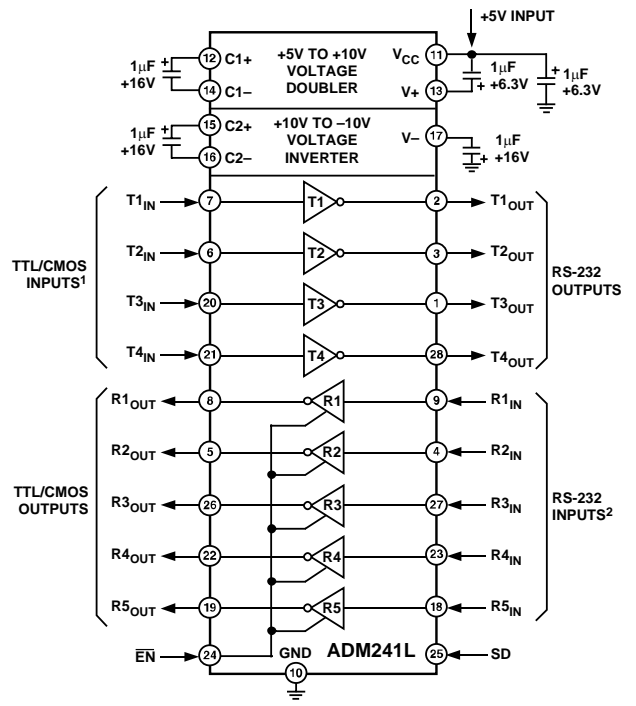 +5V INPUT
1µF
+16V
12 C1+
14 C1–
+5V TO +10V
VOLTAGE
DOUBLER
VCC 11
V+ 13
+
1µF
+6.3V
+
1µF
+6.3V
+
1µF
+16V
+
15 C2+
16 C2–
+10V TO –10V
VOLTAGE
INVERTER
V– 17
1µF
+16V
+
TTL/CMOS
INPUTS¹
T1IN 7 T1 2 T1OUT
T2IN 6 T2 3 T2OUT
T3IN 20 T3 1 T3OUT
T4IN 21 T4 28 T4OUT
RS-232
OUTPUTS
TTL/CMOS
OUTPUTS
R1OUT 8 R1 9 R1IN
R2OUT 5 R2 4 R2IN
R3OUT 26 R3 27 R3IN
R4OUT 22 R4 23 R4IN
R5OUT 19 R5 18 R5IN
RS-232
INPUTS²
E̅N̅ 24 GND ADM241L 25 SD
10